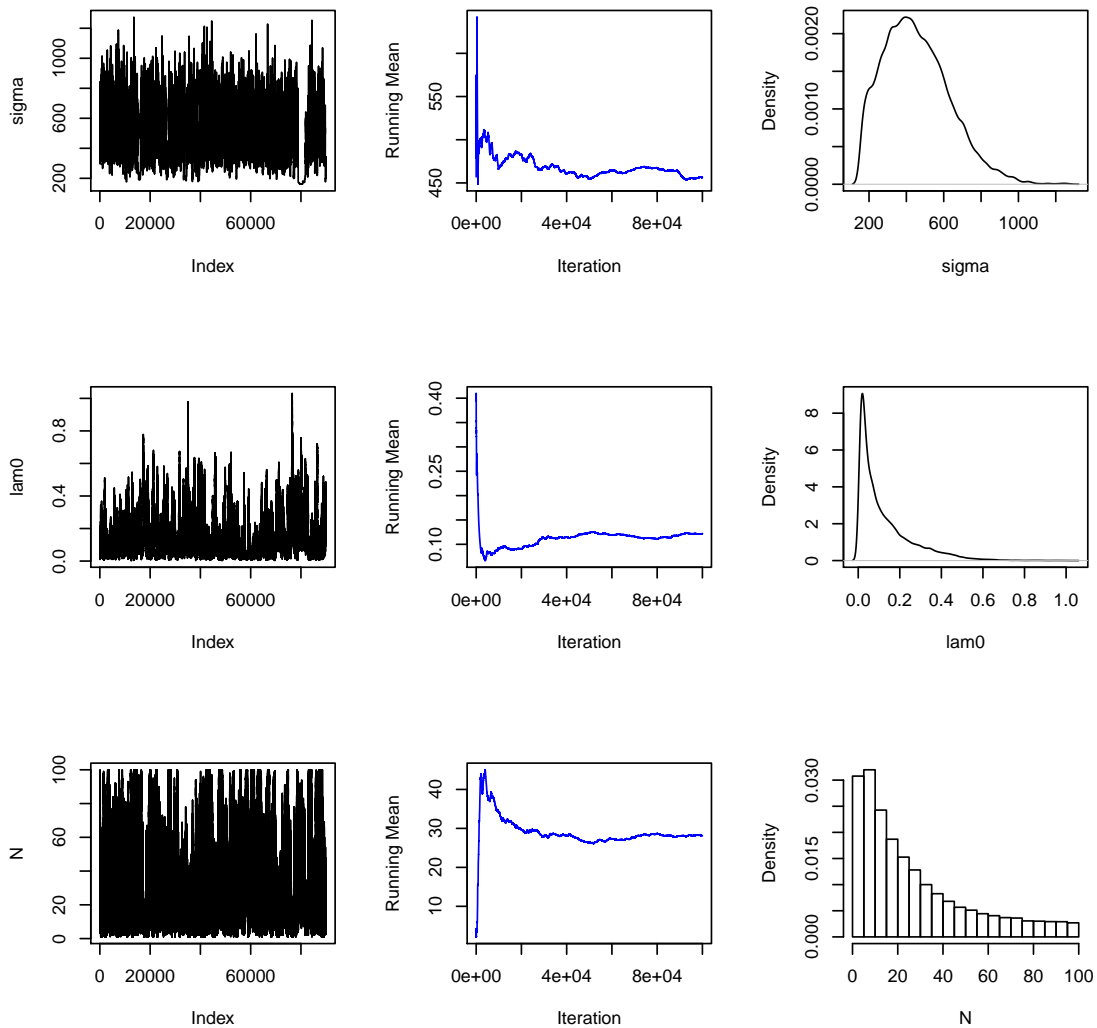 sigma
200 600 1000
0 20000 60000
Index
Running Mean
450 550
0e+00 4e+04 8e+04
Iteration
Density
0.0000 0.0010 0.0020
200 600 1000
sigma
lam0
0.0 0.4 0.8
0 20000 60000
Index
Running Mean
0.10 0.25 0.40
0e+00 4e+04 8e+04
Iteration
Density
0 2 4 6 8
0.0 0.2 0.4 0.6 0.8 1.0
lam0
N
0 20 60 100
0 20000 60000
Index
Running Mean
10 20 30 40
0e+00 4e+04 8e+04
Iteration
Density
0.000 0.015 0.030
0 20 40 60 80 100
N